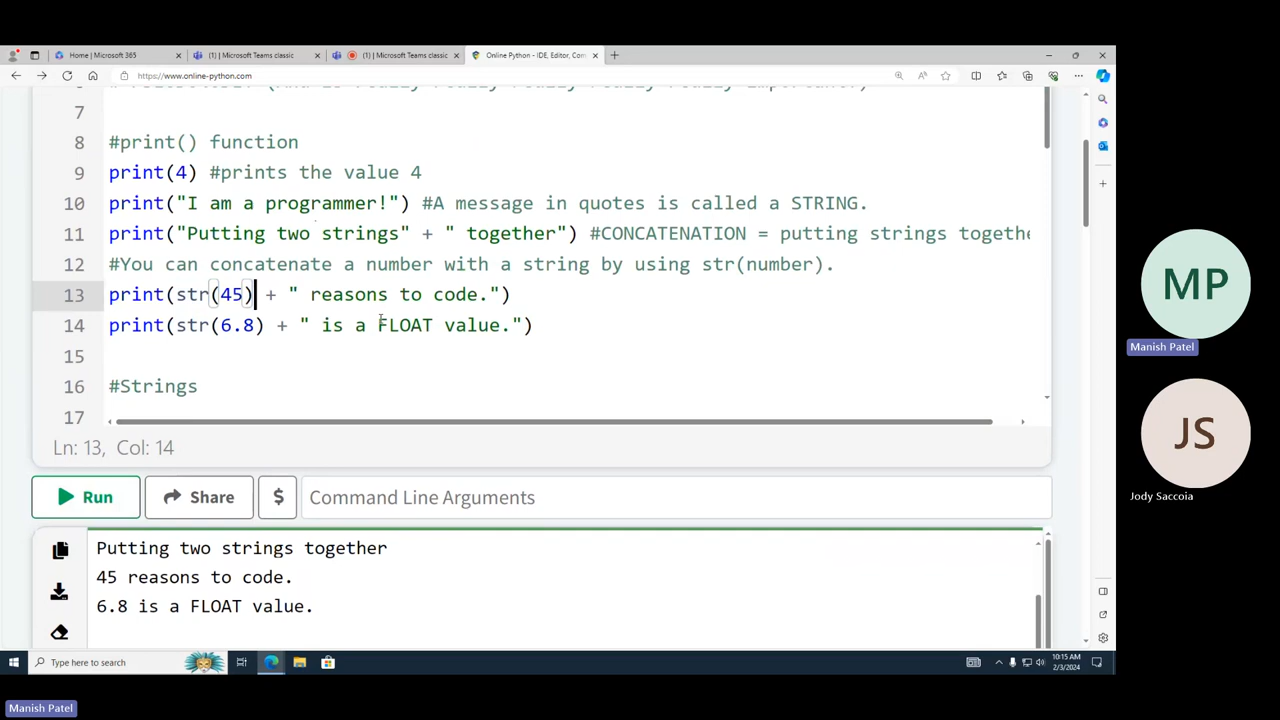 Home | Microsoft 365
(1) | Microsoft Teams classic
(1) | Microsoft Teams classic
Online Python - IDE, Editor, Com
https://www.online-python.com
7
8 #print() function
9 print(4) #prints the value 4
10 print("I am a programmer!") #A message in quotes is called a STRING.
11 print("Putting two strings" + " together") #CONCATENATION = putting strings togethe
12 #You can concatenate a number with a string by using str(number).
13 print(str(45) + " reasons to code.")
14 print(str(6.8) + " is a FLOAT value.")
15
16 #Strings
17
Ln: 13, Col: 14
Run
Share
$
Command Line Arguments
Putting two strings together
45 reasons to code.
6.8 is a FLOAT value.
Type here to search
10:15 AM
2/3/2024
MP
Manish Patel
JS
Jody Saccoia
Manish Patel